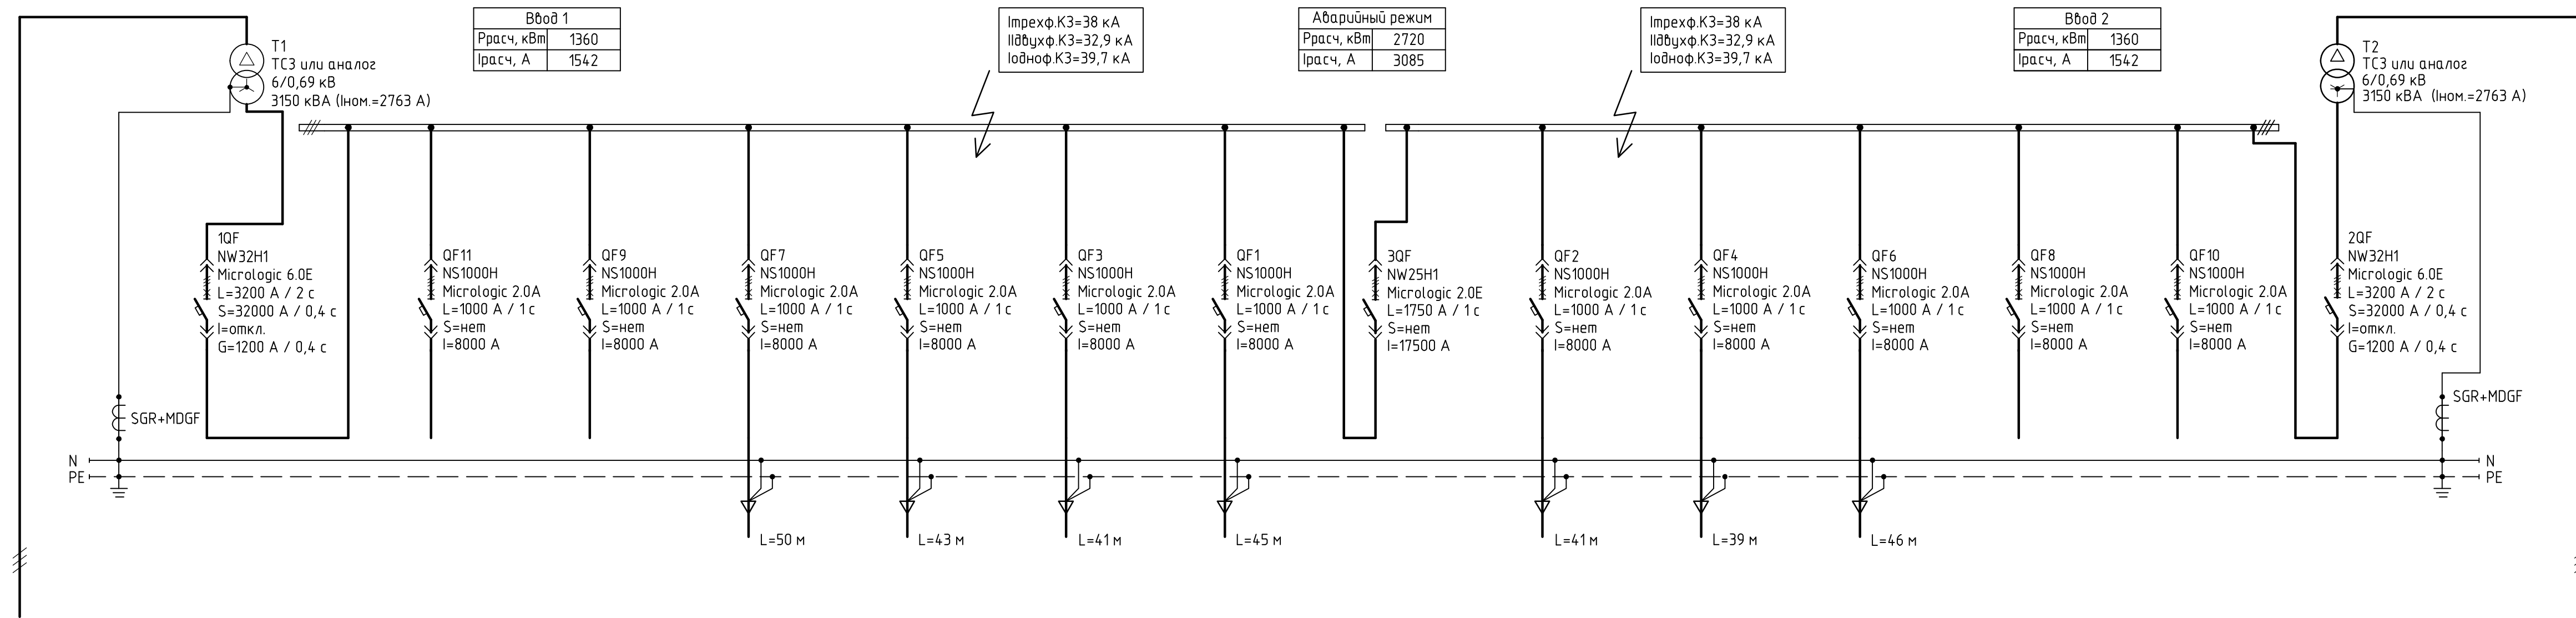 Ввод 1
Pрасч, кВт 1360
Iрасч, А 1542
Iтрехф.КЗ=38 кА
IIдвухф.КЗ=32,9 кА
Iодноф.КЗ=39,7 кА
Аварийный режим
Pрасч, кВт 2720
Iрасч, А 3085
Iтрехф.КЗ=38 кА
IIдвухф.КЗ=32,9 кА
Iодноф.КЗ=39,7 кА
Ввод 2
Pрасч, кВт 1360
Iрасч, А 1542
Т1
ТСЗ или аналог
6/0,69 кВ
3150 кВА (Iном.=2763 А)
Т2
ТСЗ или аналог
6/0,69 кВ
3150 кВА (Iном.=2763 А)
1QF
NW32H1
Micrologic 6.0E
L=3200 А / 2 с
S=32000 А / 0,4 с
I=откл.
G=1200 А / 0,4 с
QF11
NS1000H
Micrologic 2.0A
L=1000 А / 1 с
S=нет
I=8000 А
QF9
NS1000H
Micrologic 2.0A
L=1000 А / 1 с
S=нет
I=8000 А
QF7
NS1000H
Micrologic 2.0A
L=1000 А / 1 с
S=нет
I=8000 А
QF5
NS1000H
Micrologic 2.0A
L=1000 А / 1 с
S=нет
I=8000 А
QF3
NS1000H
Micrologic 2.0A
L=1000 А / 1 с
S=нет
I=8000 А
QF1
NS1000H
Micrologic 2.0A
L=1000 А / 1 с
S=нет
I=8000 А
3QF
NW25H1
Micrologic 2.0E
L=1750 А / 1 с
S=нет
I=17500 А
QF2
NS1000H
Micrologic 2.0A
L=1000 А / 1 с
S=нет
I=8000 А
QF4
NS1000H
Micrologic 2.0A
L=1000 А / 1 с
S=нет
I=8000 А
QF6
NS1000H
Micrologic 2.0A
L=1000 А / 1 с
S=нет
I=8000 А
QF8
NS1000H
Micrologic 2.0A
L=1000 А / 1 с
S=нет
I=8000 А
QF10
NS1000H
Micrologic 2.0A
L=1000 А / 1 с
S=нет
I=8000 А
2QF
NW32H1
Micrologic 6.0E
L=3200 А / 2 с
S=32000 А / 0,4 с
I=откл.
G=1200 А / 0,4 с
SGR+MDGF
SGR+MDGF
N
PE
N
PE
L=50 м
L=43 м
L=41 м
L=45 м
L=41 м
L=39 м
L=46 м